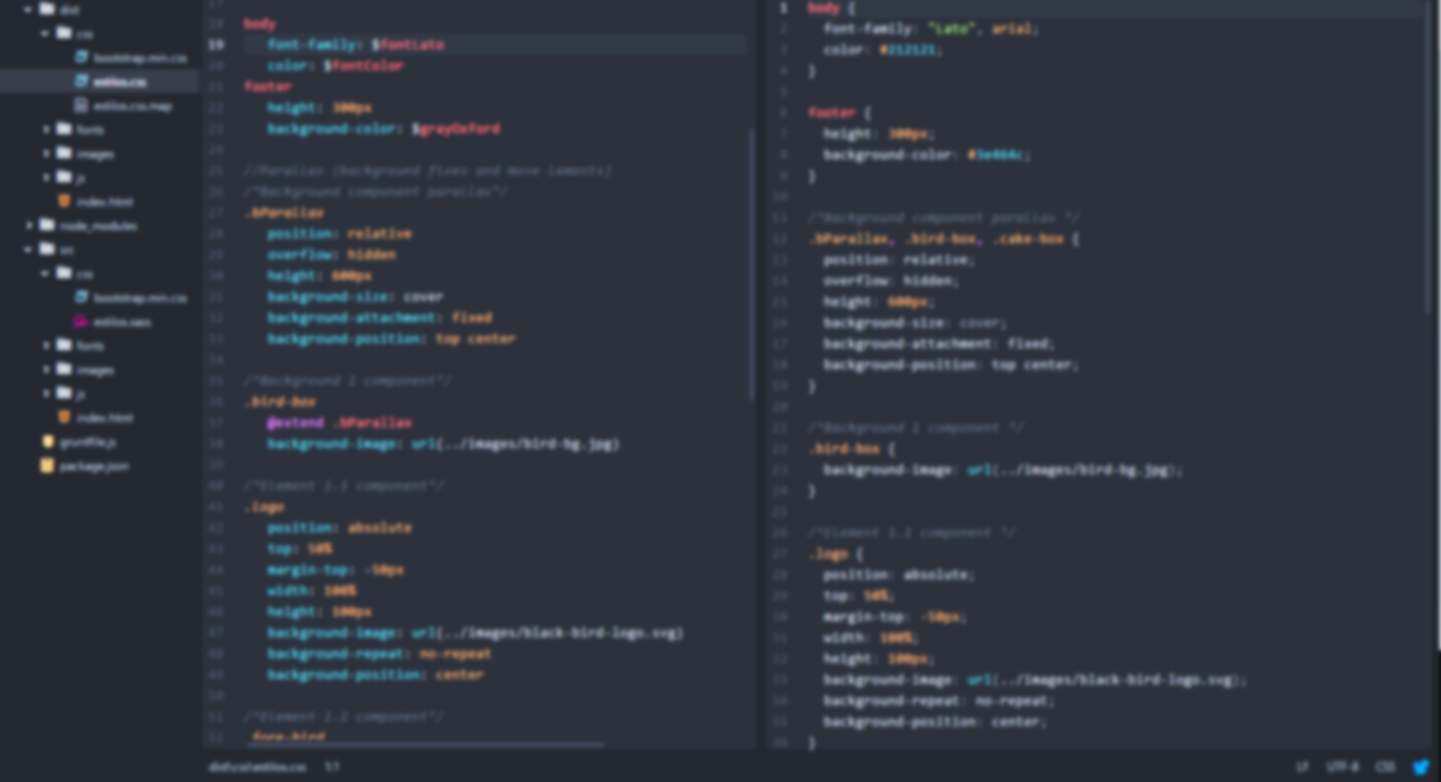 dist
css
bootstrap.min.css
estilos.css
estilos.css.map
fonts
images
js
index.html
node_modules
src
css
bootstrap.min.css
estilos.sass
fonts
images
js
index.html
gruntfile.js
package.json
17
18 body
19 font-family: $fontLato
20 color: $fontColor
21 footer
22 height: 300px
23 background-color: $grayOxford
24
25 //Parallax (background fixes and move lements)
26 /*Background component parallax*/
27 .bParallax
28 position: relative
29 overflow: hidden
30 height: 600px
31 background-size: cover
32 background-attachment: fixed
33 background-position: top center
34
35 /*Background 1 component*/
36 .bird-box
37 @extend .bParallax
38 background-image: url(../images/bird-bg.jpg)
39
40 /*Element 1.1 component*/
41 .logo
42 position: absolute
43 top: 50%
44 margin-top: -50px
45 width: 100%
46 height: 100px
47 background-image: url(../images/black-bird-logo.svg)
48 background-repeat: no-repeat
49 background-position: center
50
51 /*Element 1.2 component*/
52 .fore-bird
1 body {
2 font-family: "Lato", arial;
3 color: #212121;
4 }
5
6 footer {
7 height: 300px;
8 background-color:
9 }
10
11 /*Background component parallax */
12 .bParallax, .bird-box, .cake-box {
13 position: relative;
14 overflow: hidden;
15 height: 600px;
16 background-size: cover;
17 background-attachment: fixed;
18 background-position: top center;
19 }
20
21 /*Background 1 component */
22 .bird-box {
23 background-image: url(../images/bird-bg.jpg);
24 }
25
26 /*Element 1.1 component */
27 .logo {
28 position: absolute;
29 top: 50%;
30 margin-top: -50px;
31 width: 100%;
32 height: 100px;
33 background-image: url(../images/black-bird-logo.svg);
34 background-repeat: no-repeat;
35 background-position: center;
36 }
dist\css\estilos.css 1:1
LF UTF-8 CSS